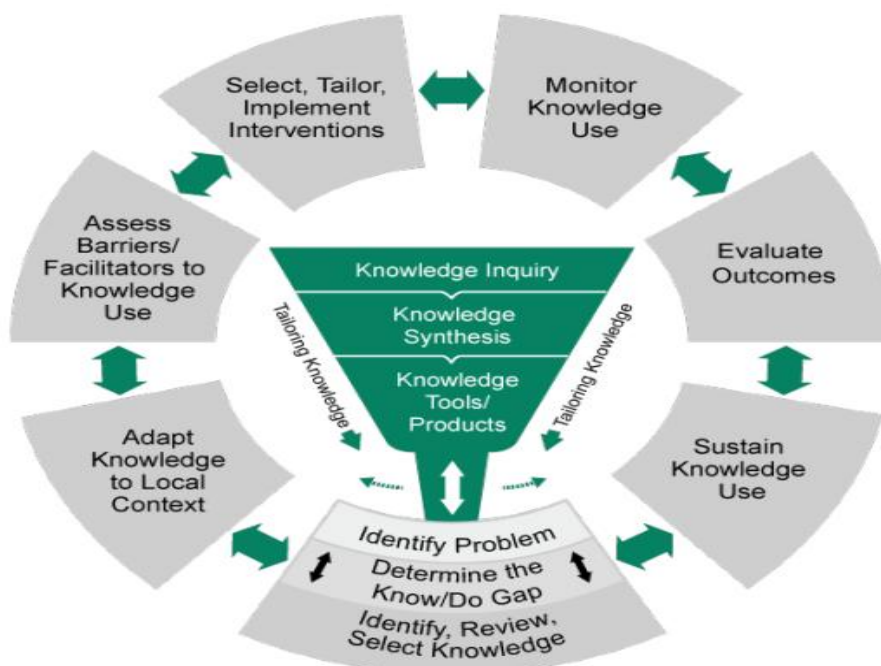 Select, Tailor,
Implement
Interventions
Monitor
Knowledge
Use
Assess
Barriers/
Facilitators to
Knowledge
Use
Evaluate
Outcomes
Knowledge Inquiry
Knowledge
Synthesis
Knowledge
Tools/
Products
Tailoring Knowledge
Tailoring Knowledge
Adapt
Knowledge
to Local
Context
Sustain
Knowledge
Use
Identify Problem
Determine the
Know/Do Gap
Identify, Review,
Select Knowledge